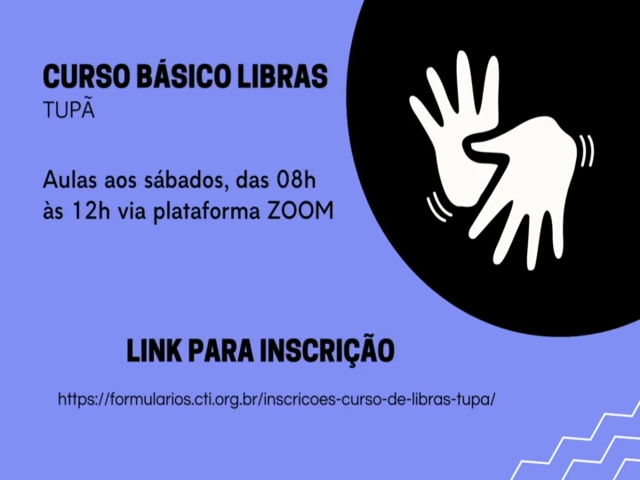 CURSO BÁSICO LIBRAS
TUPÃ
Aulas aos sábados, das 08h
às 12h via plataforma ZOOM
LINK PARA INSCRIÇÃO
https://formularios.cti.org.br/inscricoes-curso-de-libras-tupa/